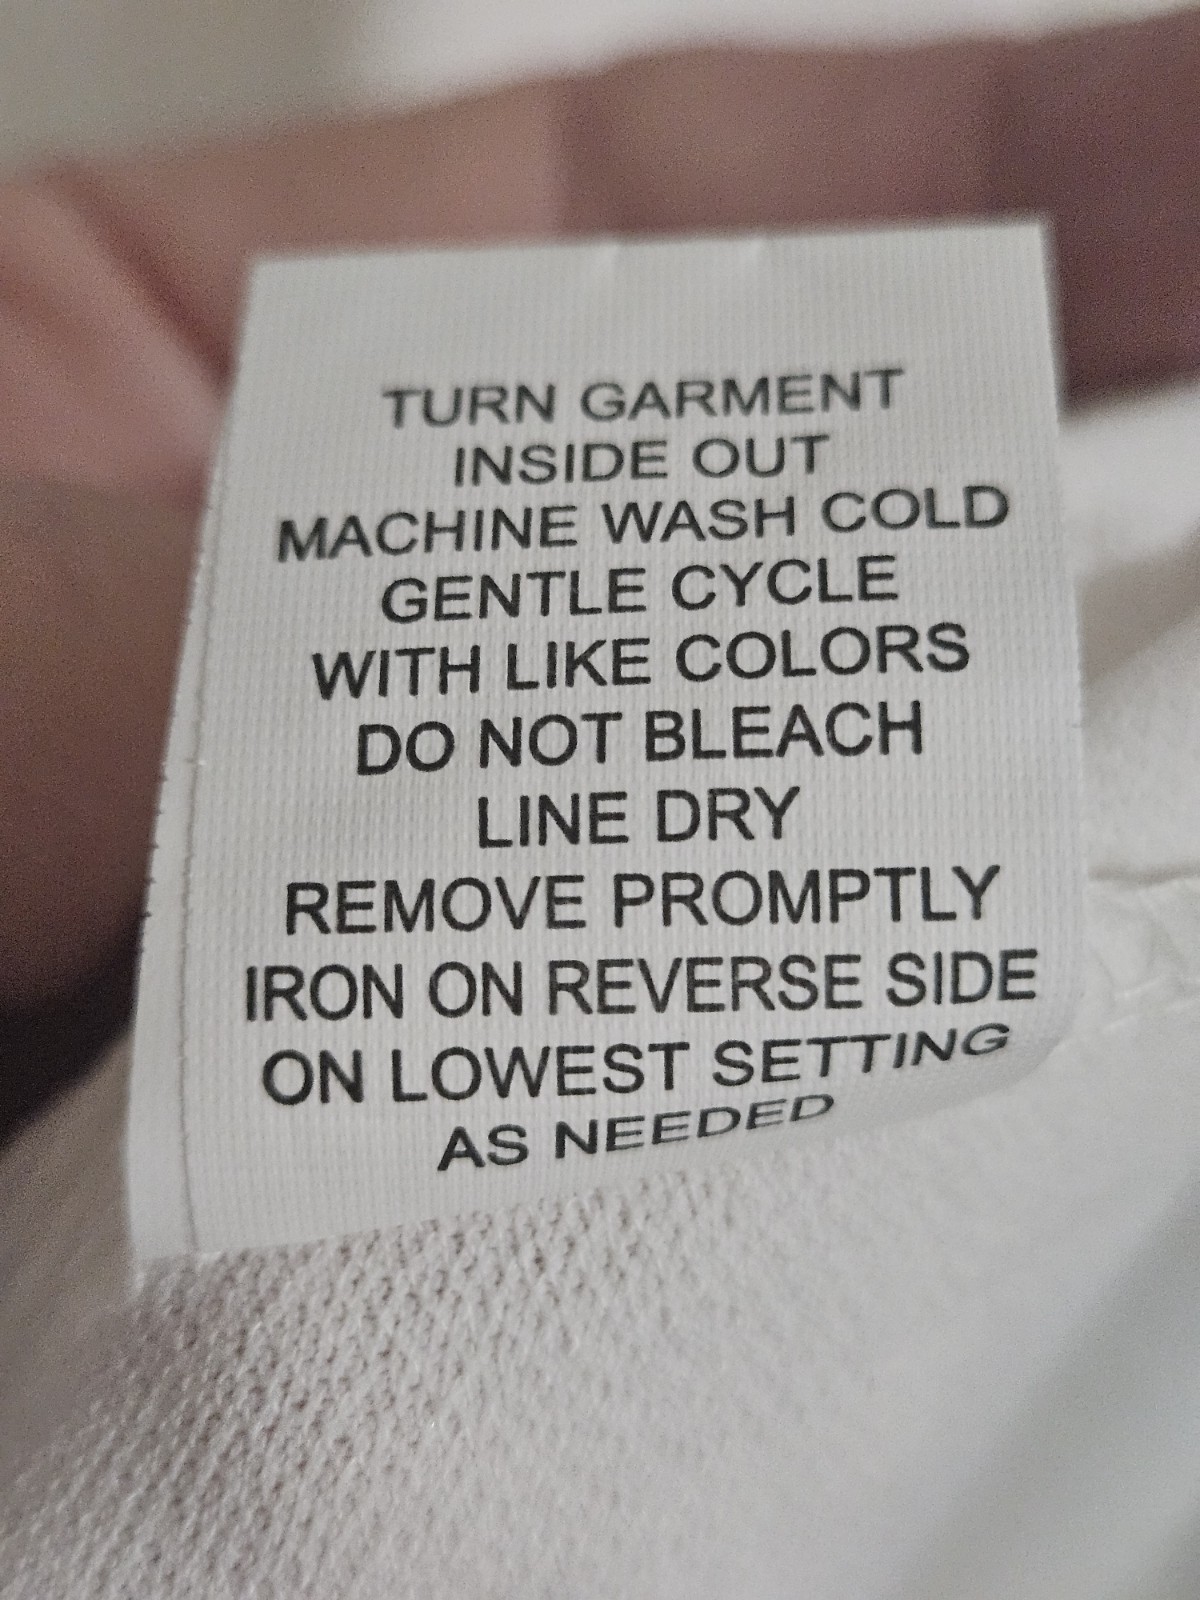 TURN GARMENT
INSIDE OUT
MACHINE WASH COLD
GENTLE CYCLE
WITH LIKE COLORS
DO NOT BLEACH
LINE DRY
REMOVE PROMPTLY
IRON ON REVERSE SIDE
ON LOWEST SETTING
AS NEEDED